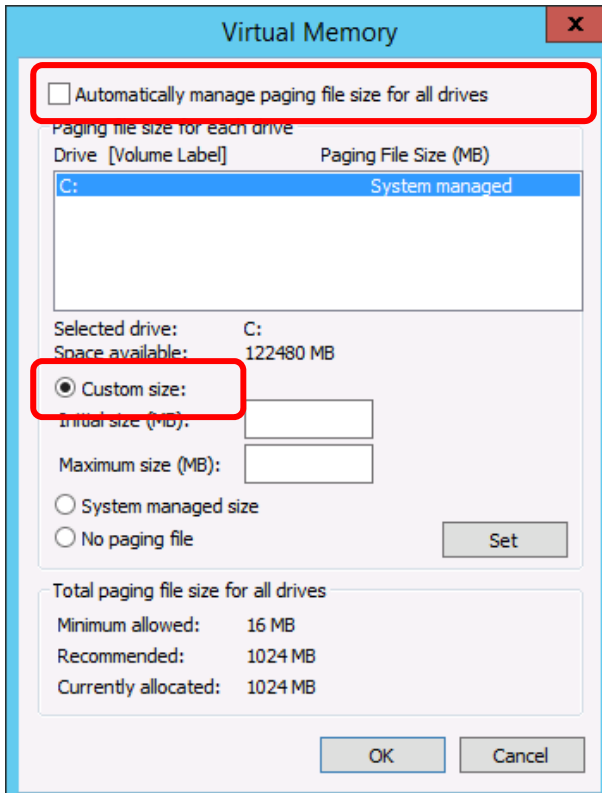 Virtual Memory
x
Automatically manage paging file size for all drives
Paging file size for each drive
Drive [Volume Label] Paging File Size (MB)
C: System managed
Selected drive: C:
Space available: 122480 MB
Custom size:
Initial size (MB):
Maximum size (MB):
System managed size
No paging file
Set
Total paging file size for all drives
Minimum allowed: 16 MB
Recommended: 1024 MB
Currently allocated: 1024 MB
OK Cancel